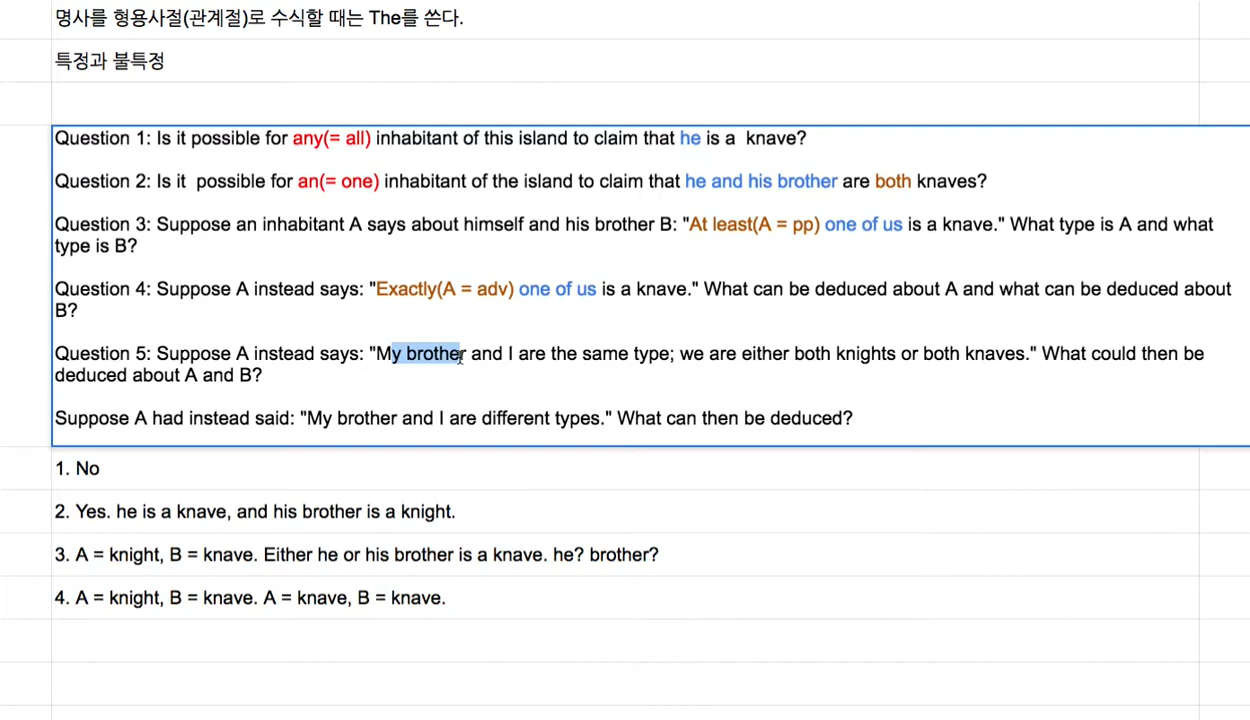 명사를 형용사절(관계절)로 수식할 때는 The를 쓴다.
특정과 불특정
Question 1: Is it possible for any(= all) inhabitant of this island to claim that he is a knave?
Question 2: Is it possible for an(= one) inhabitant of the island to claim that he and his brother are both knaves?
Question 3: Suppose an inhabitant A says about himself and his brother B: "At least(A = pp) one of us is a knave." What type is A and what
type is B?
Question 4: Suppose A instead says: "Exactly(A = adv) one of us is a knave." What can be deduced about A and what can be deduced about
B?
Question 5: Suppose A instead says: "My brother and I are the same type; we are either both knights or both knaves." What could then be
deduced about A and B?
Suppose A had instead said: "My brother and I are different types." What can then be deduced?
1. No
2. Yes. he is a knave, and his brother is a knight.
3. A = knight, B = knave. Either he or his brother is a knave. he? brother?
4. A = knight, B = knave. A = knave, B = knave.